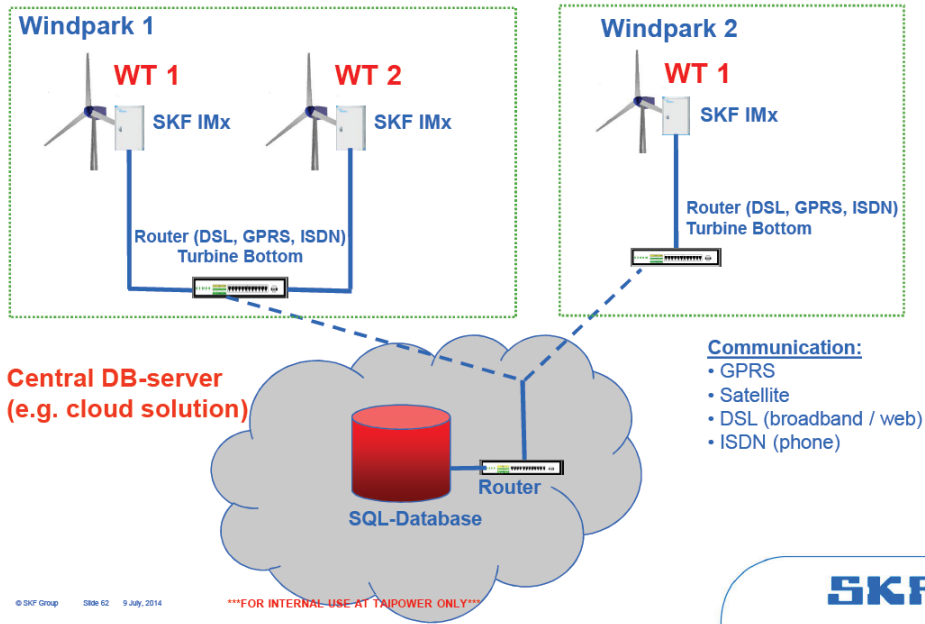 Windpark 1
WT 1
WT 2
SKF IMx
SKF IMx
Router (DSL, GPRS, ISDN)
Turbine Bottom
Windpark 2
WT 1
SKF IMx
Router (DSL, GPRS, ISDN)
Turbine Bottom
Central DB-server
(e.g. cloud solution)
SQL-Database
Router
Communication:
• GPRS
• Satellite
• DSL (broadband / web)
• ISDN (phone)
© SKF Group Slide 62 9 July, 2014
***FOR INTERNAL USE AT TAIPOWER ONLY***
SKF